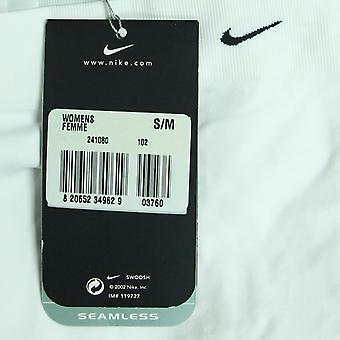 www.nike.com
WOMENS
FEMME
S/M
241080 102
8 20652 34962 9 03760
SWOOSH
© 2002 Nike, Inc.
IM# 119727
SEAMLESS